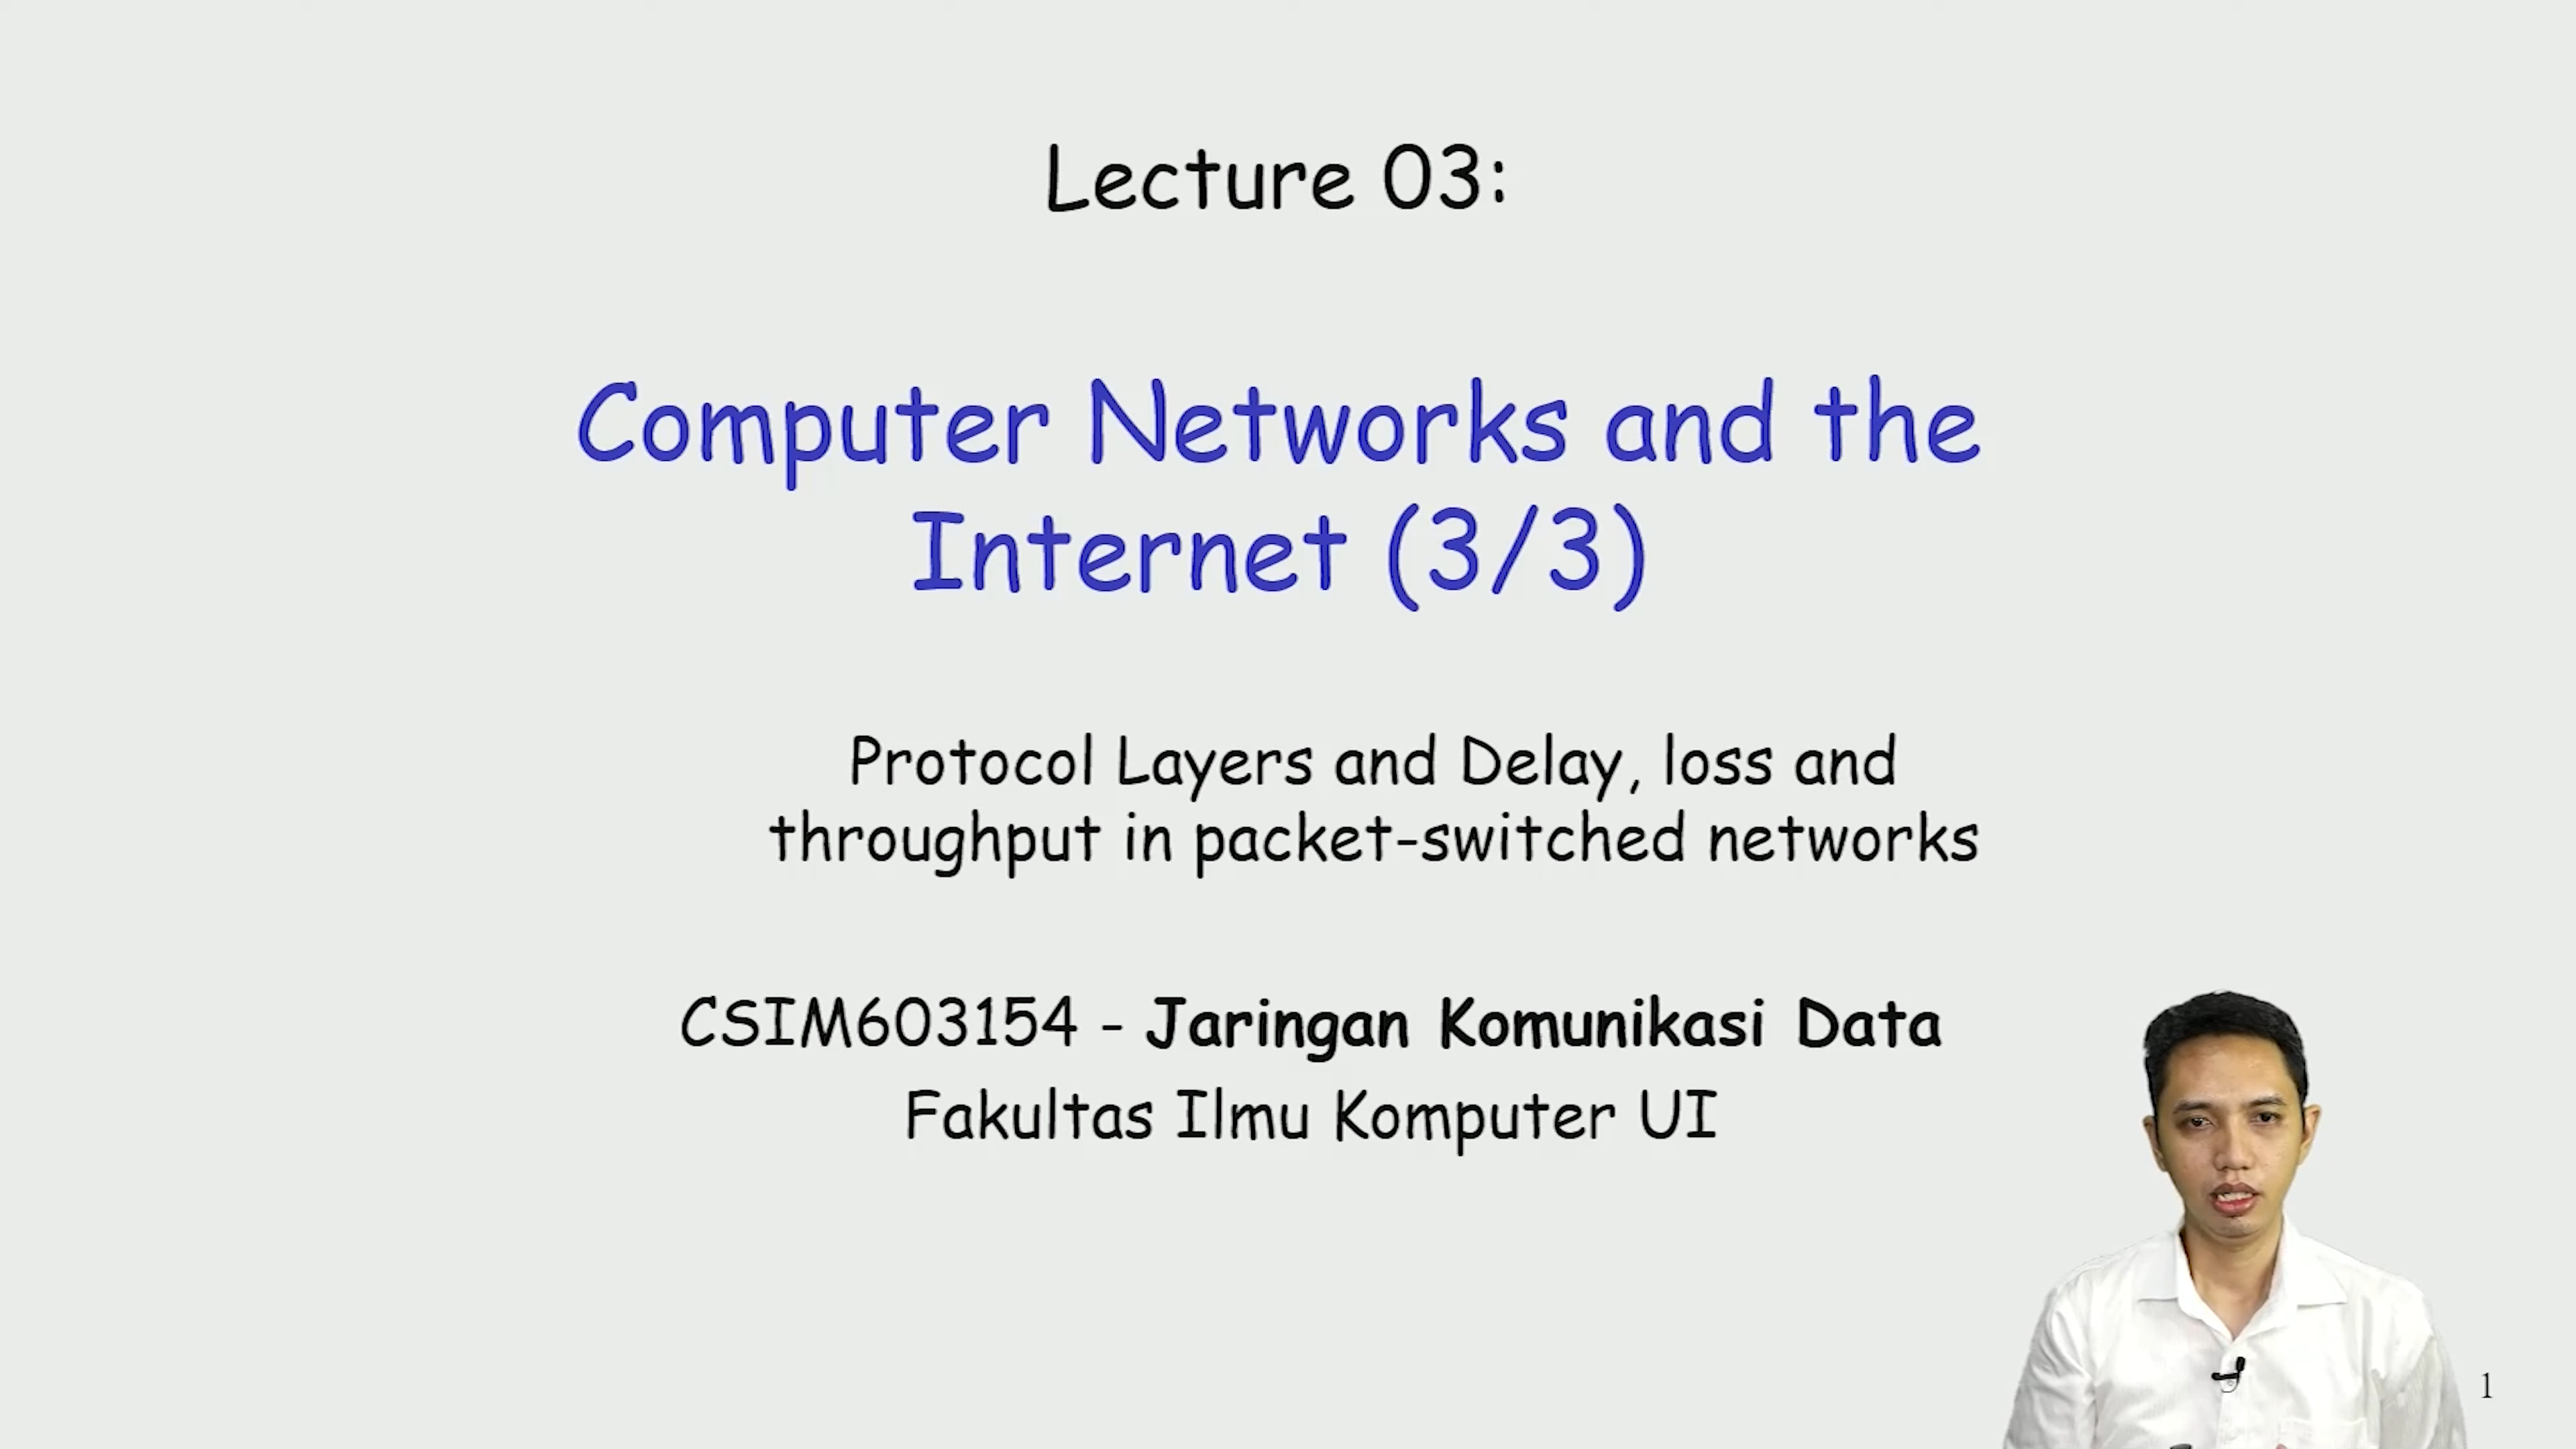 Lecture 03:
Computer Networks and the
Internet (3/3)
Protocol Layers and Delay, loss and
throughput in packet-switched networks
CSIM603154 - Jaringan Komunikasi Data
Fakultas Ilmu Komputer UI
1